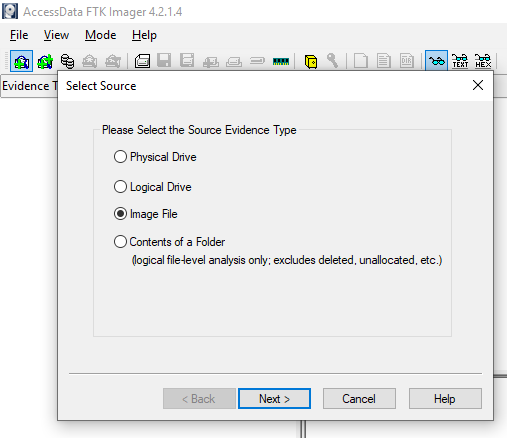 AccessData FTK Imager 4.2.1.4
File View Mode Help
TEXT HEX
DIR
Evidence T
Select Source
Please Select the Source Evidence Type
Physical Drive
Logical Drive
Image File
Contents of a Folder
(logical file-level analysis only; excludes deleted, unallocated, etc.)
< Back Next > Cancel Help